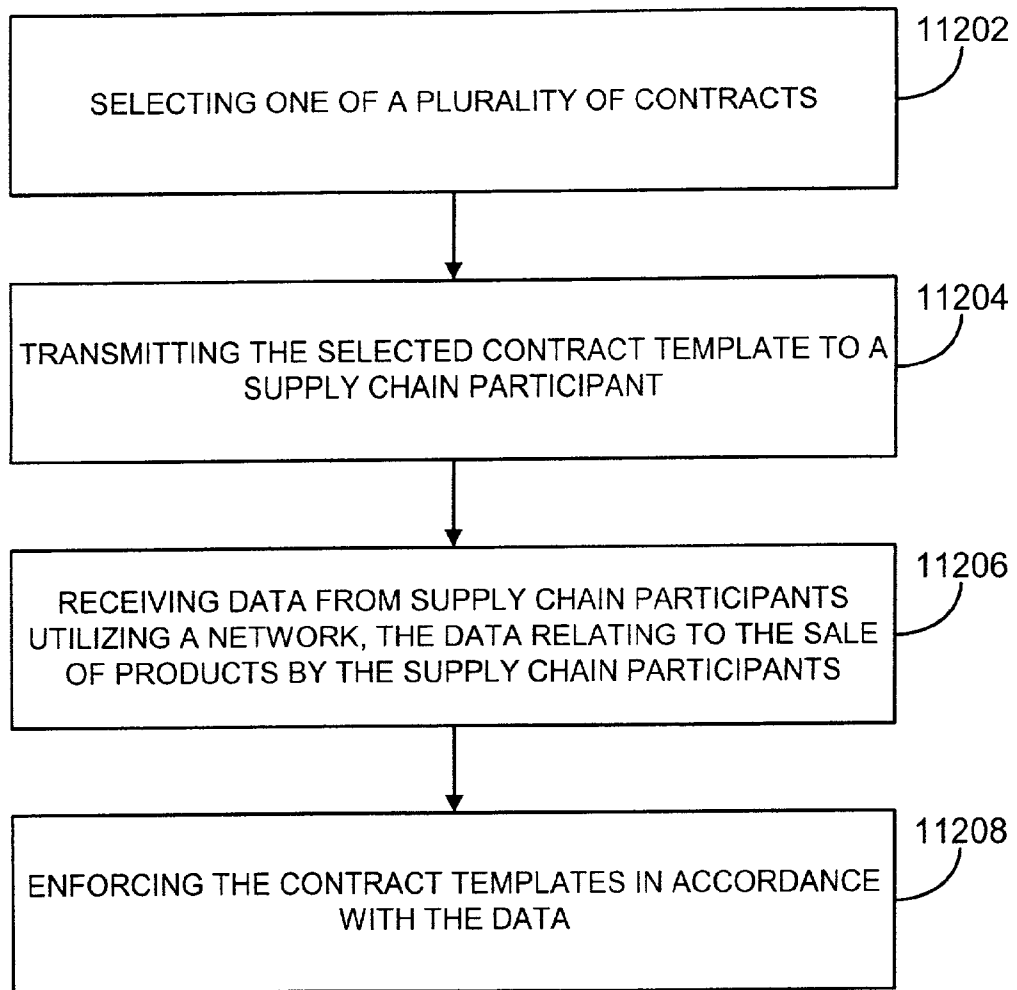 11202
SELECTING ONE OF A PLURALITY OF CONTRACTS
11204
TRANSMITTING THE SELECTED CONTRACT TEMPLATE TO A
SUPPLY CHAIN PARTICIPANT
11206
RECEIVING DATA FROM SUPPLY CHAIN PARTICIPANTS
UTILIZING A NETWORK, THE DATA RELATING TO THE SALE
OF PRODUCTS BY THE SUPPLY CHAIN PARTICIPANTS
11208
ENFORCING THE CONTRACT TEMPLATES IN ACCORDANCE
WITH THE DATA